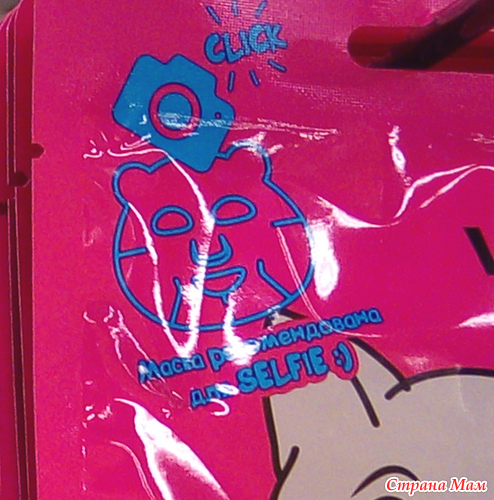 CLICK
Маска рекомендована
для SELFIE :)
Страна Мам